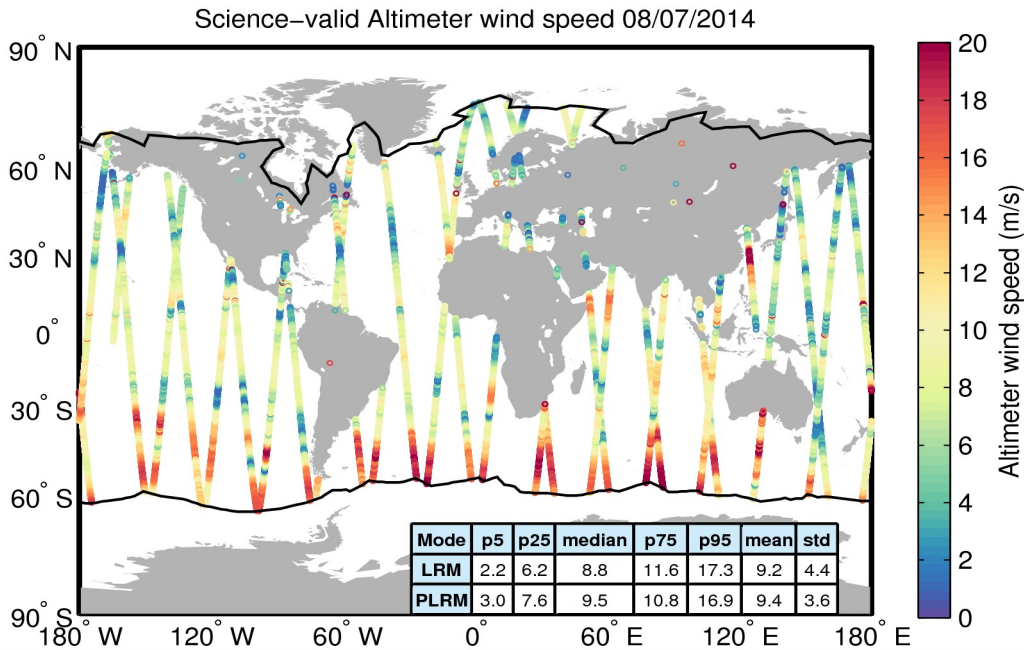 Science−valid Altimeter wind speed 08/07/2014
90° N
60° N
30° N
0°
30° S
60° S
90° S
180° W
120° W
60° W
0°
60° E
120° E
180° E
20
18
16
14
12
10
8
6
4
2
0
Altimeter wind speed (m/s)
Mode p5 p25 median p75 p95 mean std
LRM 2.2 6.2 8.8 11.6 17.3 9.2 4.4
PLRM 3.0 7.6 9.5 10.8 16.9 9.4 3.6